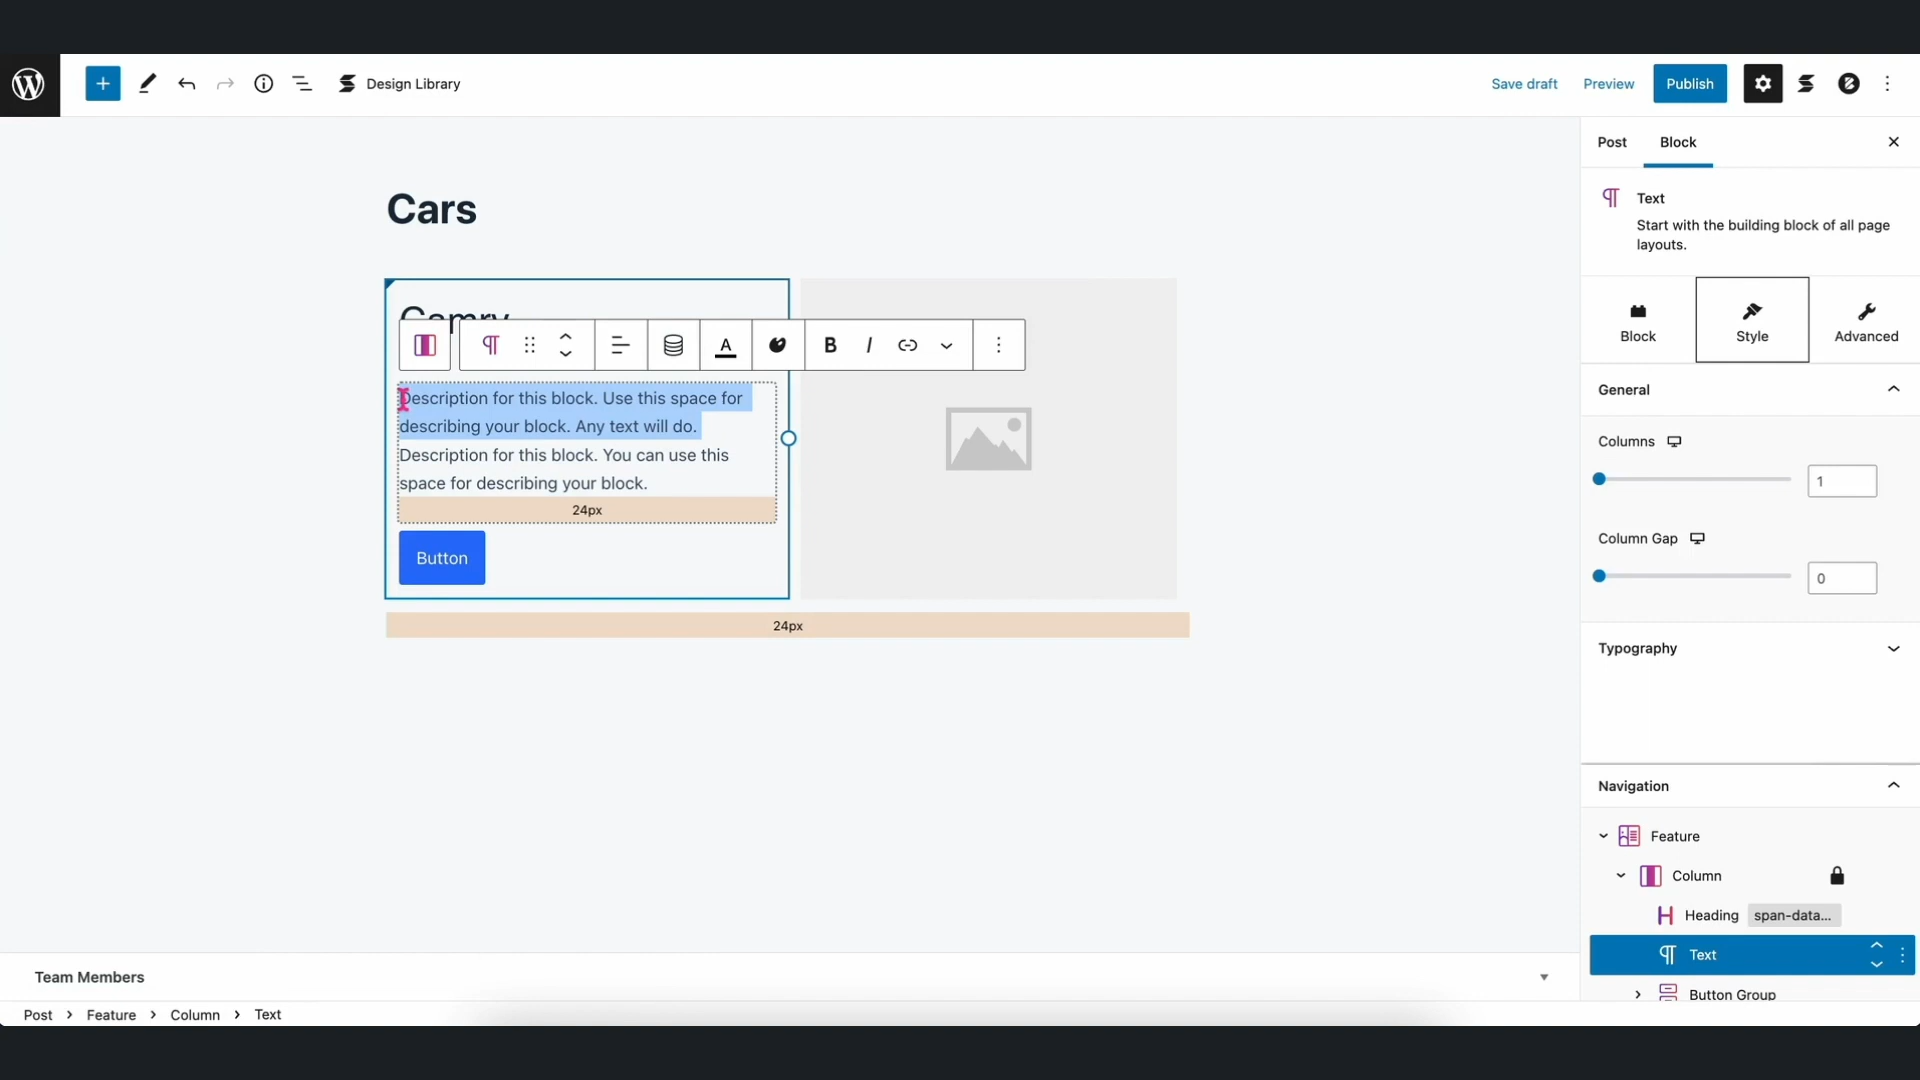 Design Library
Save draft
Preview
Publish
Post
Block
Cars
Text
Start with the building block of all page
layouts.
Camry
Block
Style
Advanced
A
B
I
General
Description for this block. Use this space for
describing your block. Any text will do.
Description for this block. You can use this
space for describing your block.
24px
Button
24px
Columns
1
Column Gap
0
Typography
Navigation
Feature
Column
Heading
span-data...
Text
Button Group
Team Members
Post
Feature
Column
Text